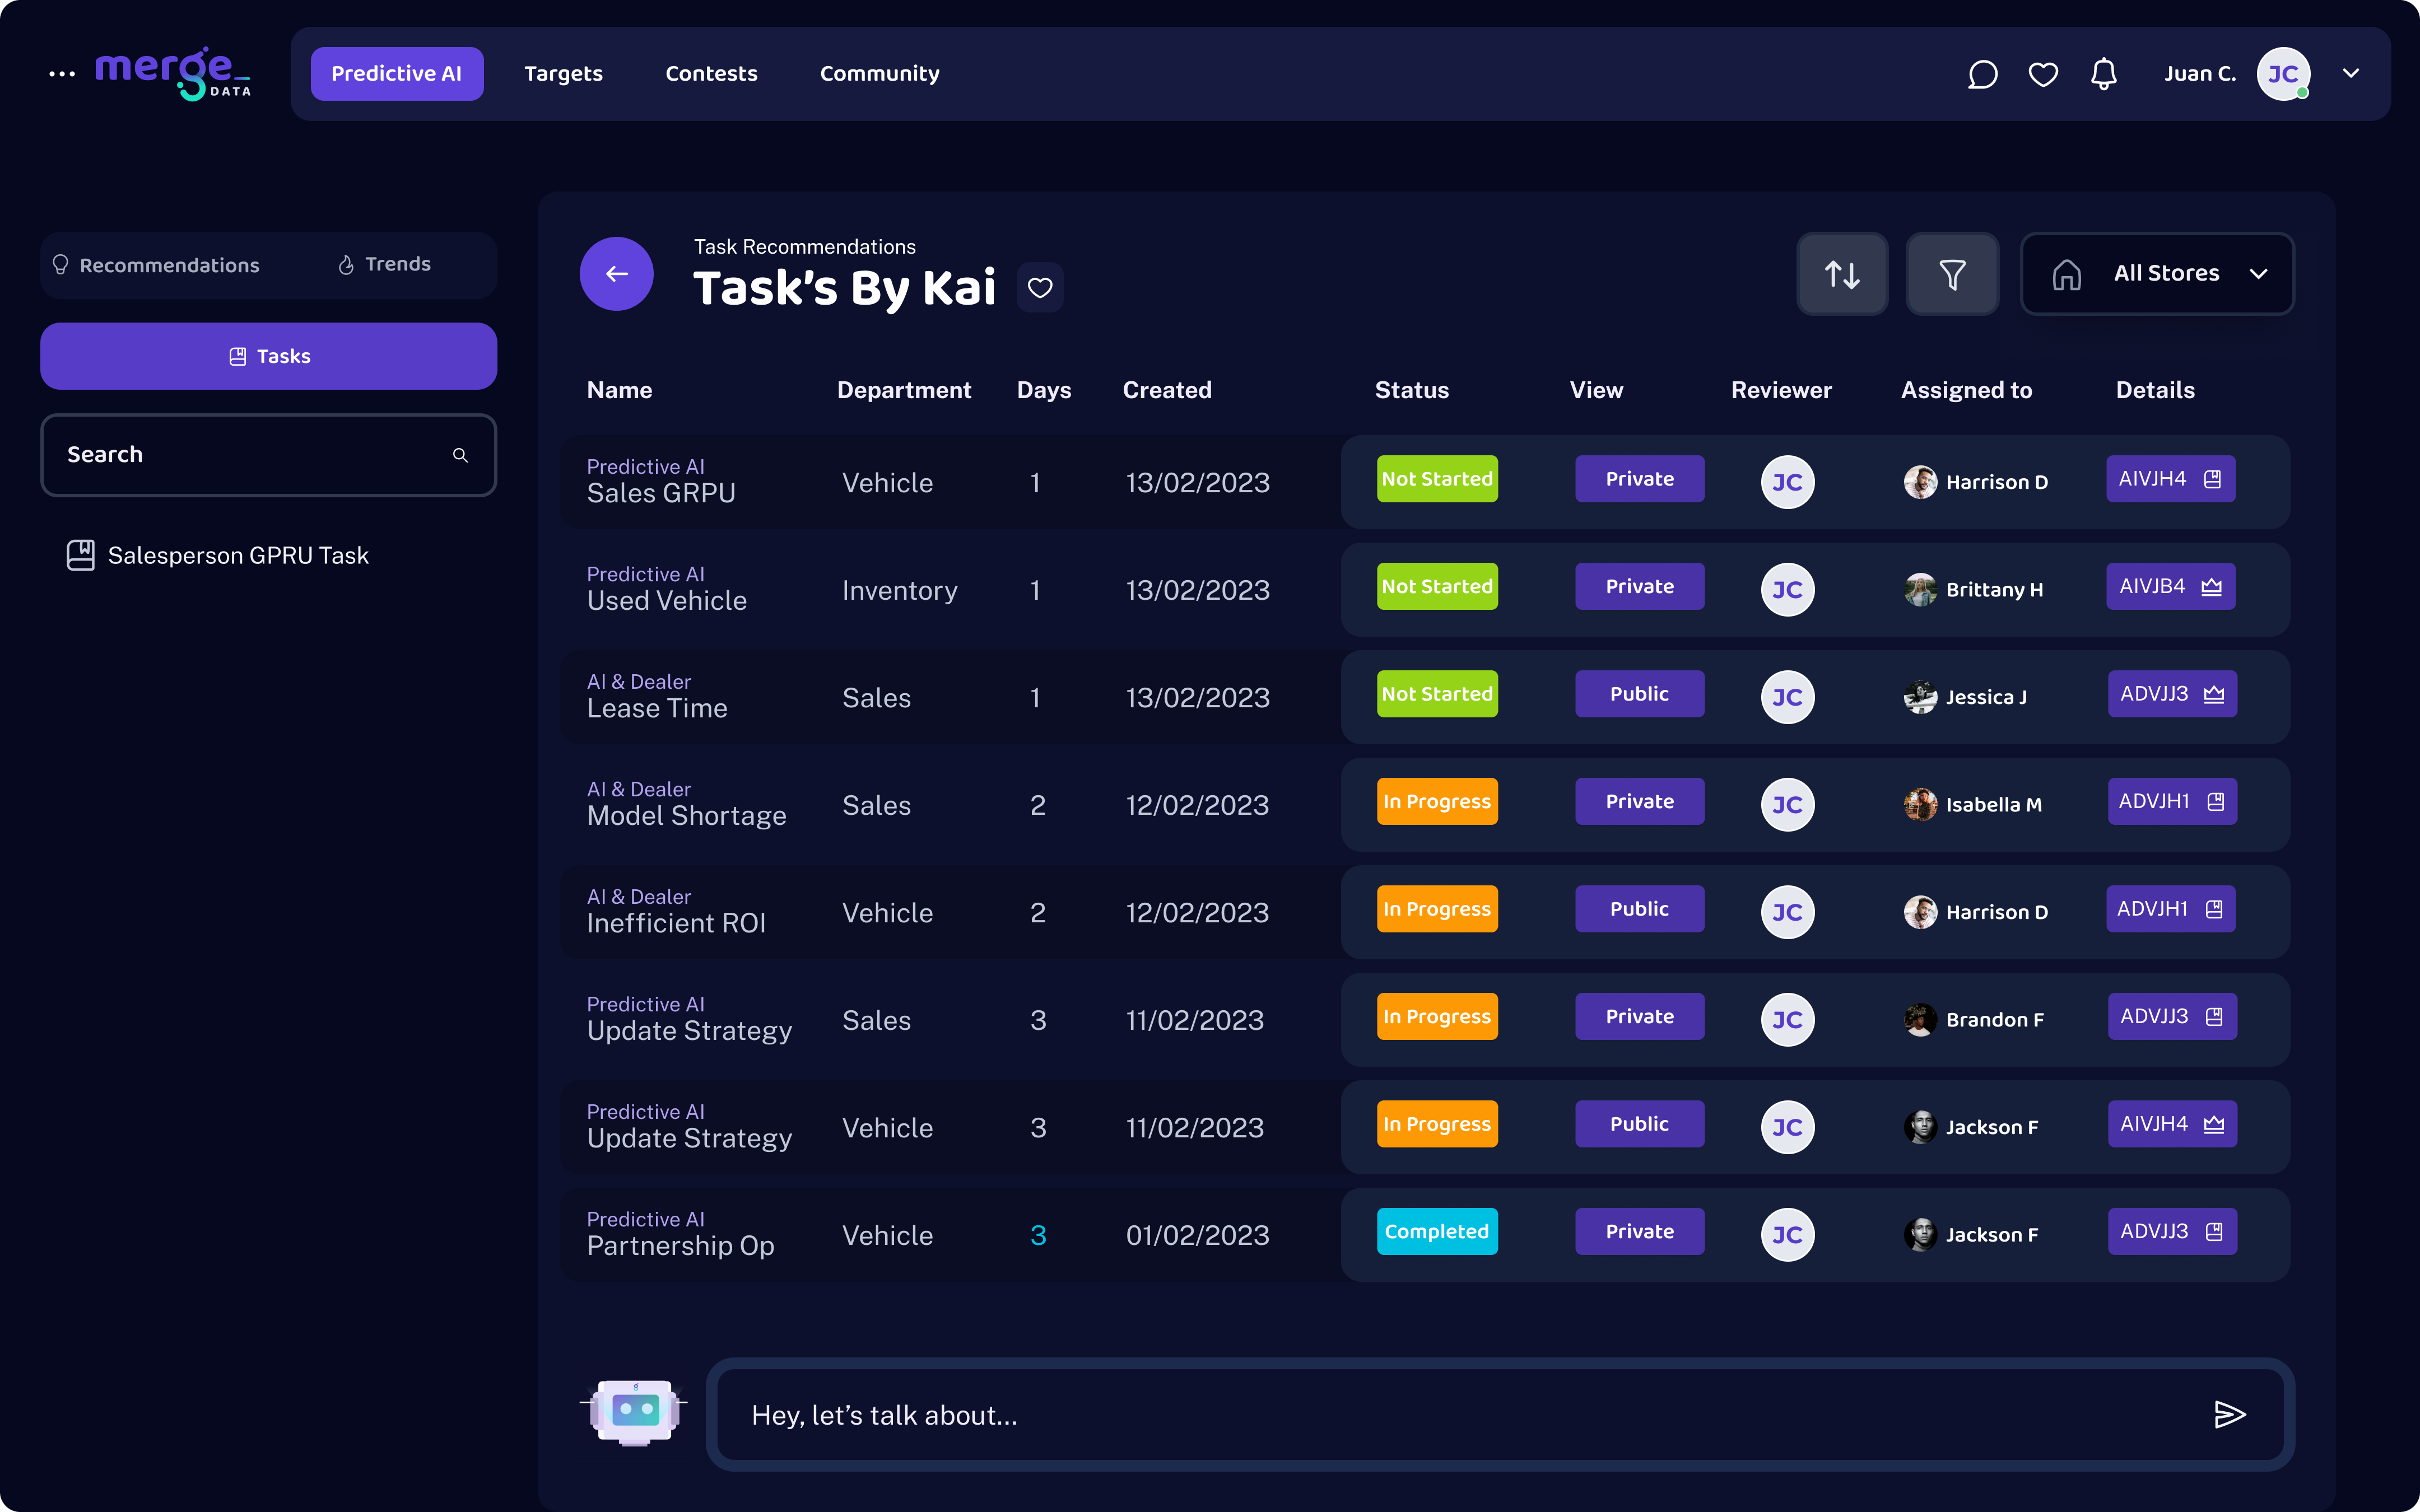 merge_
DATA
Predictive AI
Targets
Contests
Community
Juan C.
JC
Recommendations
Trends
Tasks
Search
Salesperson GPRU Task
Task Recommendations
Task's By Kai
All Stores
Name Department Days Created Status View Reviewer Assigned to Details
Predictive AI
Sales GRPU Vehicle 1 13/02/2023 Not Started Private JC Harrison D AIVJH4
Predictive AI
Used Vehicle Inventory 1 13/02/2023 Not Started Private JC Brittany H AIVJB4
AI & Dealer
Lease Time Sales 1 13/02/2023 Not Started Public JC Jessica J ADVJJ3
AI & Dealer
Model Shortage Sales 2 12/02/2023 In Progress Private JC Isabella M ADVJH1
AI & Dealer
Inefficient ROI Vehicle 2 12/02/2023 In Progress Public JC Harrison D ADVJH1
Predictive AI
Update Strategy Sales 3 11/02/2023 In Progress Private JC Brandon F ADVJJ3
Predictive AI
Update Strategy Vehicle 3 11/02/2023 In Progress Public JC Jackson F AIVJH4
Predictive AI
Partnership Op Vehicle 3 01/02/2023 Completed Private JC Jackson F ADVJJ3
Hey, let's talk about...